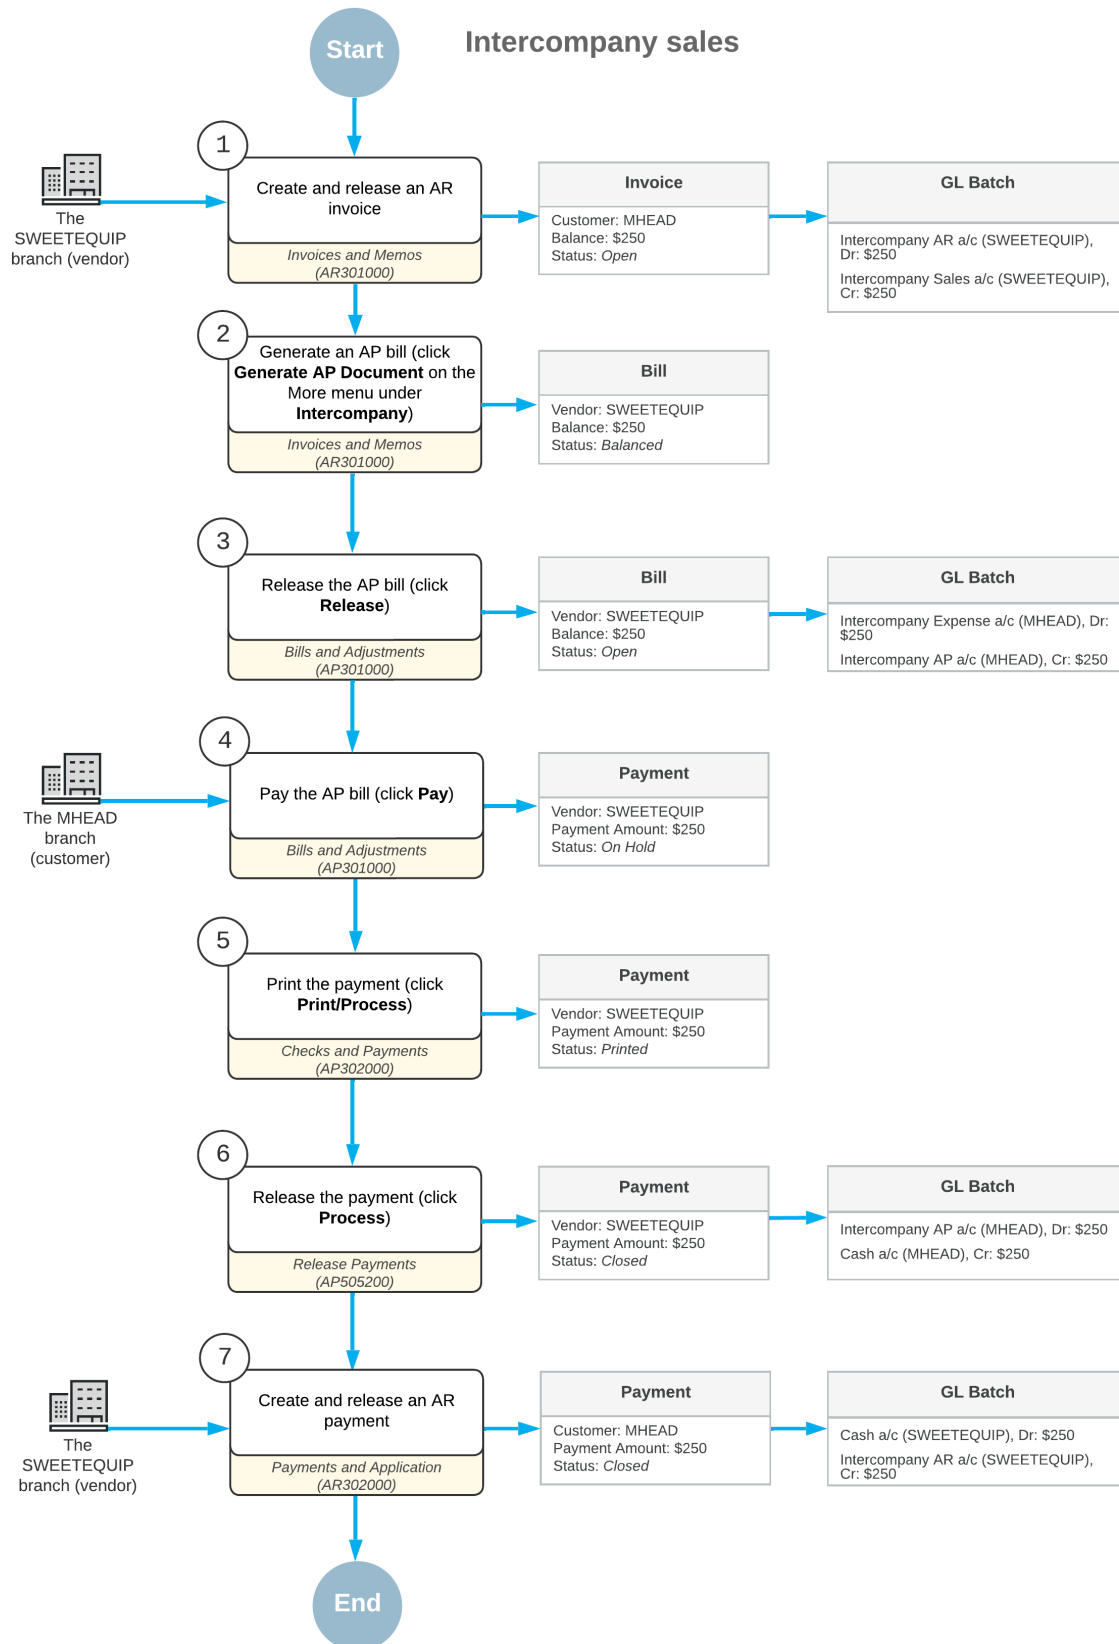 Start
Intercompany sales
1
The
SWEETEQUIP
branch (vendor)
Create and release an AR
invoice
Invoices and Memos
(AR301000)
Invoice
Customer: MHEAD
Balance: $250
Status: Open
GL Batch
Intercompany AR a/c (SWEETEQUIP),
Dr: $250
Intercompany Sales a/c (SWEETEQUIP),
Cr: $250
2
Generate an AP bill (click
Generate AP Document on the
More menu under
Intercompany)
Invoices and Memos
(AR301000)
Bill
Vendor: SWEETEQUIP
Balance: $250
Status: Balanced
3
Release the AP bill (click
Release)
Bills and Adjustments
(AP301000)
Bill
Vendor: SWEETEQUIP
Balance: $250
Status: Open
GL Batch
Intercompany Expense a/c (MHEAD), Dr:
$250
Intercompany AP a/c (MHEAD), Cr: $250
4
The MHEAD
branch
(customer)
Pay the AP bill (click Pay)
Bills and Adjustments
(AP301000)
Payment
Vendor: SWEETEQUIP
Payment Amount: $250
Status: On Hold
5
Print the payment (click
Print/Process)
Checks and Payments
(AP302000)
Payment
Vendor: SWEETEQUIP
Payment Amount: $250
Status: Printed
6
Release the payment (click
Process)
Release Payments
(AP505200)
Payment
Vendor: SWEETEQUIP
Payment Amount: $250
Status: Closed
GL Batch
Intercompany AP a/c (MHEAD), Dr: $250
Cash a/c (MHEAD), Cr: $250
7
The
SWEETEQUIP
branch (vendor)
Create and release an AR
payment
Payments and Application
(AR302000)
Payment
Customer: MHEAD
Payment Amount: $250
Status: Closed
GL Batch
Cash a/c (SWEETEQUIP), Dr: $250
Intercompany AR a/c (SWEETEQUIP),
Cr: $250
End